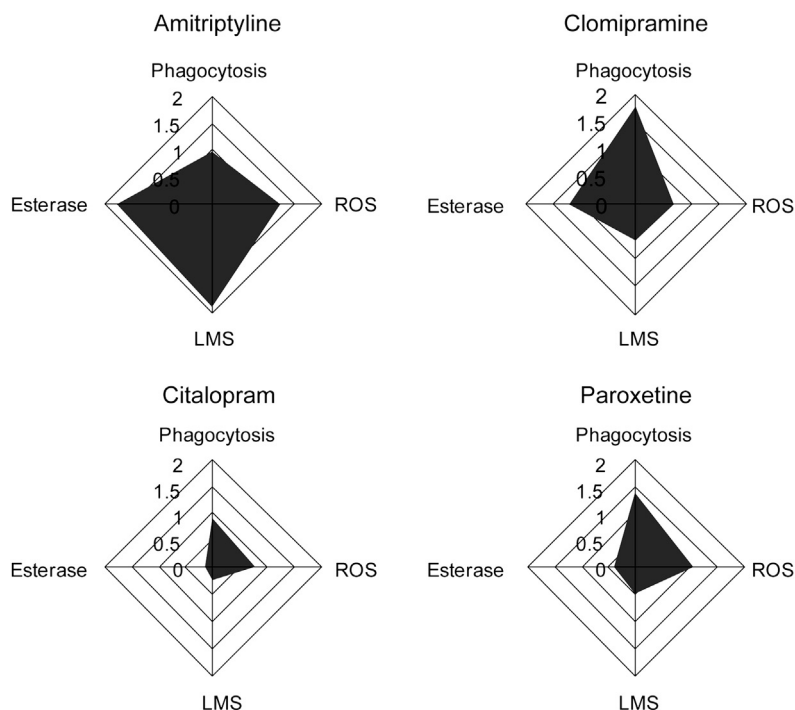 Amitriptyline
Phagocytosis
2
1.5
1
0.5
0
Esterase
ROS
LMS
Clomipramine
Phagocytosis
2
1.5
1
0.5
0
Esterase
ROS
LMS
Citalopram
Phagocytosis
2
1.5
1
0.5
0
Esterase
ROS
LMS
Paroxetine
Phagocytosis
2
1.5
1
0.5
0
Esterase
ROS
LMS